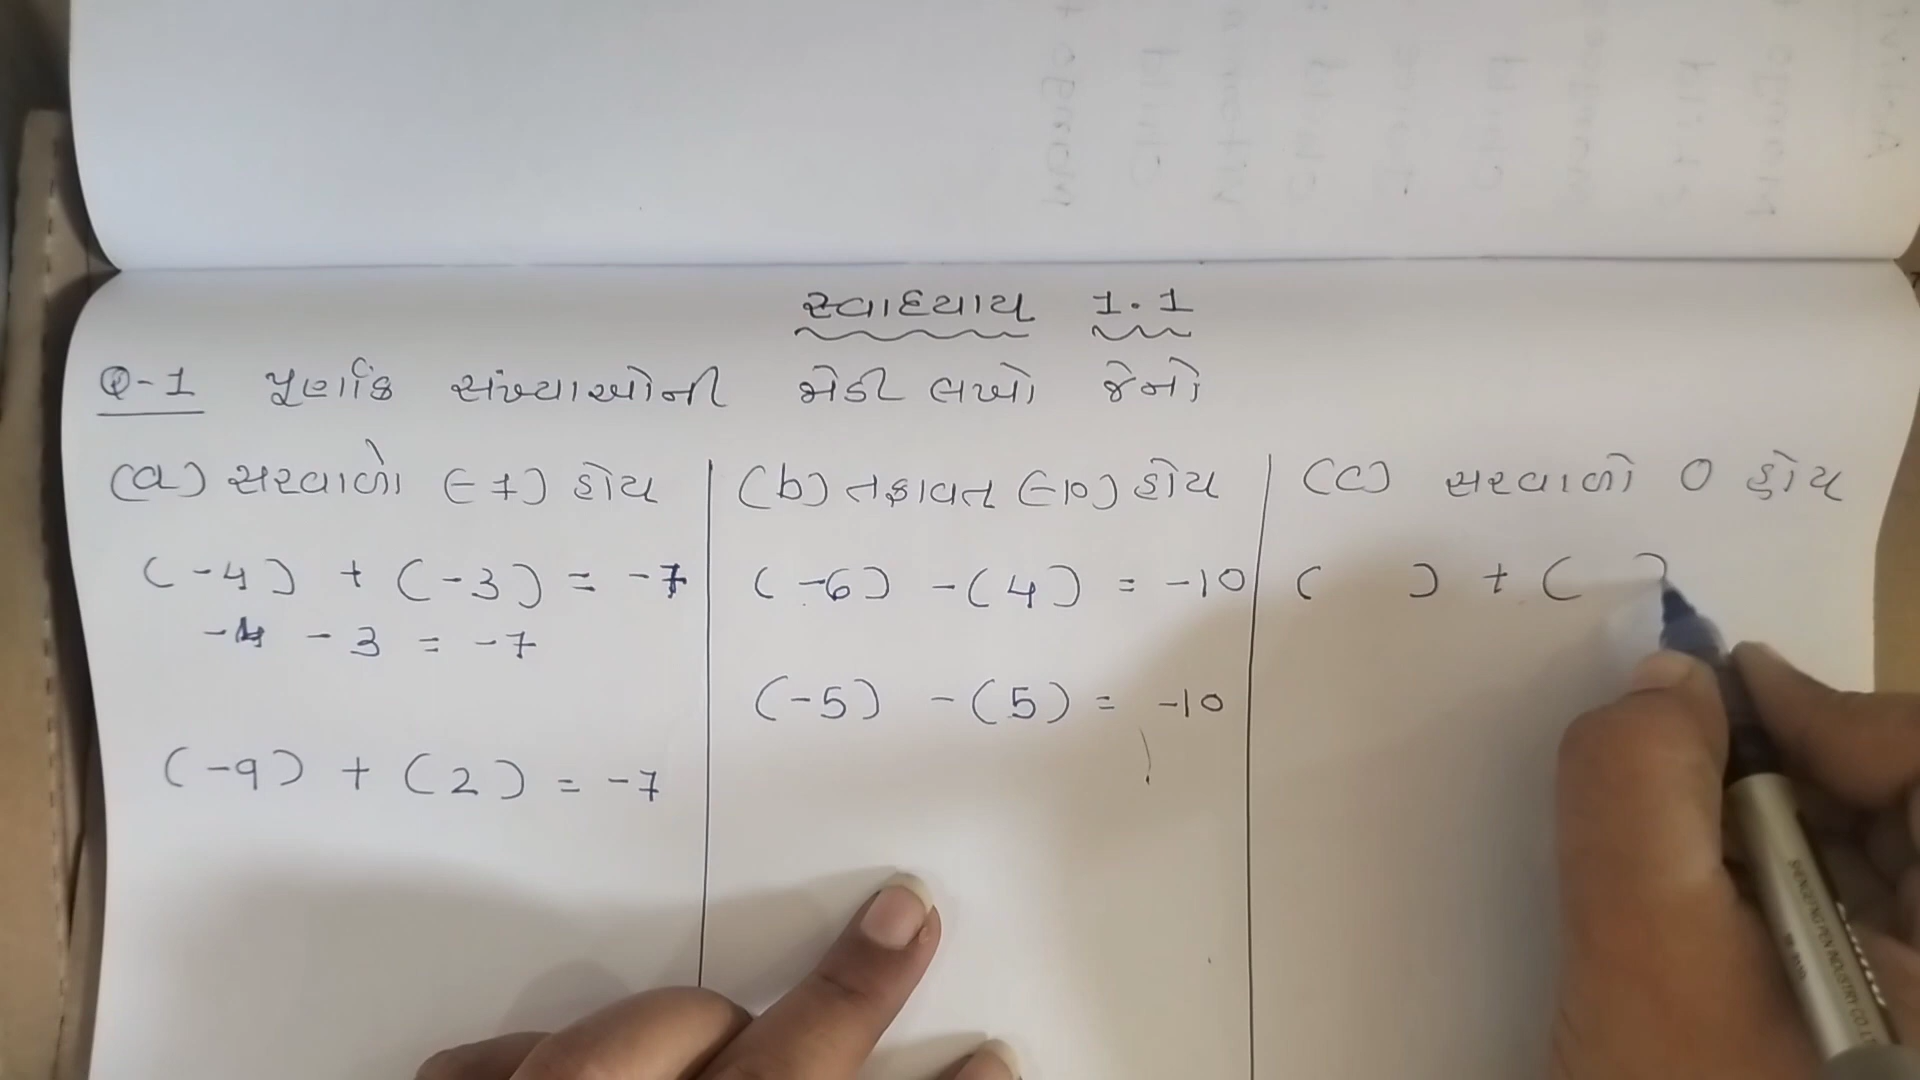 સ્વાધ્યાય 1.1
Q-1 પૂર્ણાંક સંખ્યાઓની જોડી લખો જેનો
(a) સરવાળો (-7) હોય
(-4) + (-3) = -7
-4 - 3 = -7
(-9) + (2) = -7
(b) તફાવત (-10) હોય
(-6) - (4) = -10
(-5) - (5) = -10
(c) સરવાળો 0 હોય
( ) + ( )